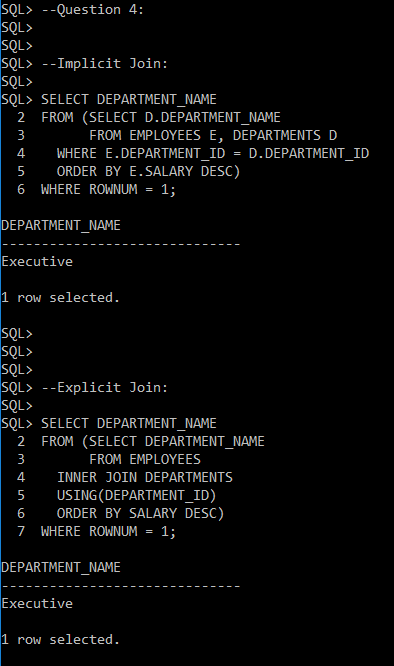 SQL> --Question 4:
SQL>
SQL>
SQL> --Implicit Join:
SQL>
SQL> SELECT DEPARTMENT_NAME
  2  FROM (SELECT D.DEPARTMENT_NAME
  3        FROM EMPLOYEES E, DEPARTMENTS D
  4    WHERE E.DEPARTMENT_ID = D.DEPARTMENT_ID
  5    ORDER BY E.SALARY DESC)
  6  WHERE ROWNUM = 1;

DEPARTMENT_NAME
------------------------------
Executive

1 row selected.

SQL>
SQL>
SQL>
SQL> --Explicit Join:
SQL>
SQL> SELECT DEPARTMENT_NAME
  2  FROM (SELECT DEPARTMENT_NAME
  3        FROM EMPLOYEES
  4    INNER JOIN DEPARTMENTS
  5    USING(DEPARTMENT_ID)
  6    ORDER BY SALARY DESC)
  7  WHERE ROWNUM = 1;

DEPARTMENT_NAME
------------------------------
Executive

1 row selected.